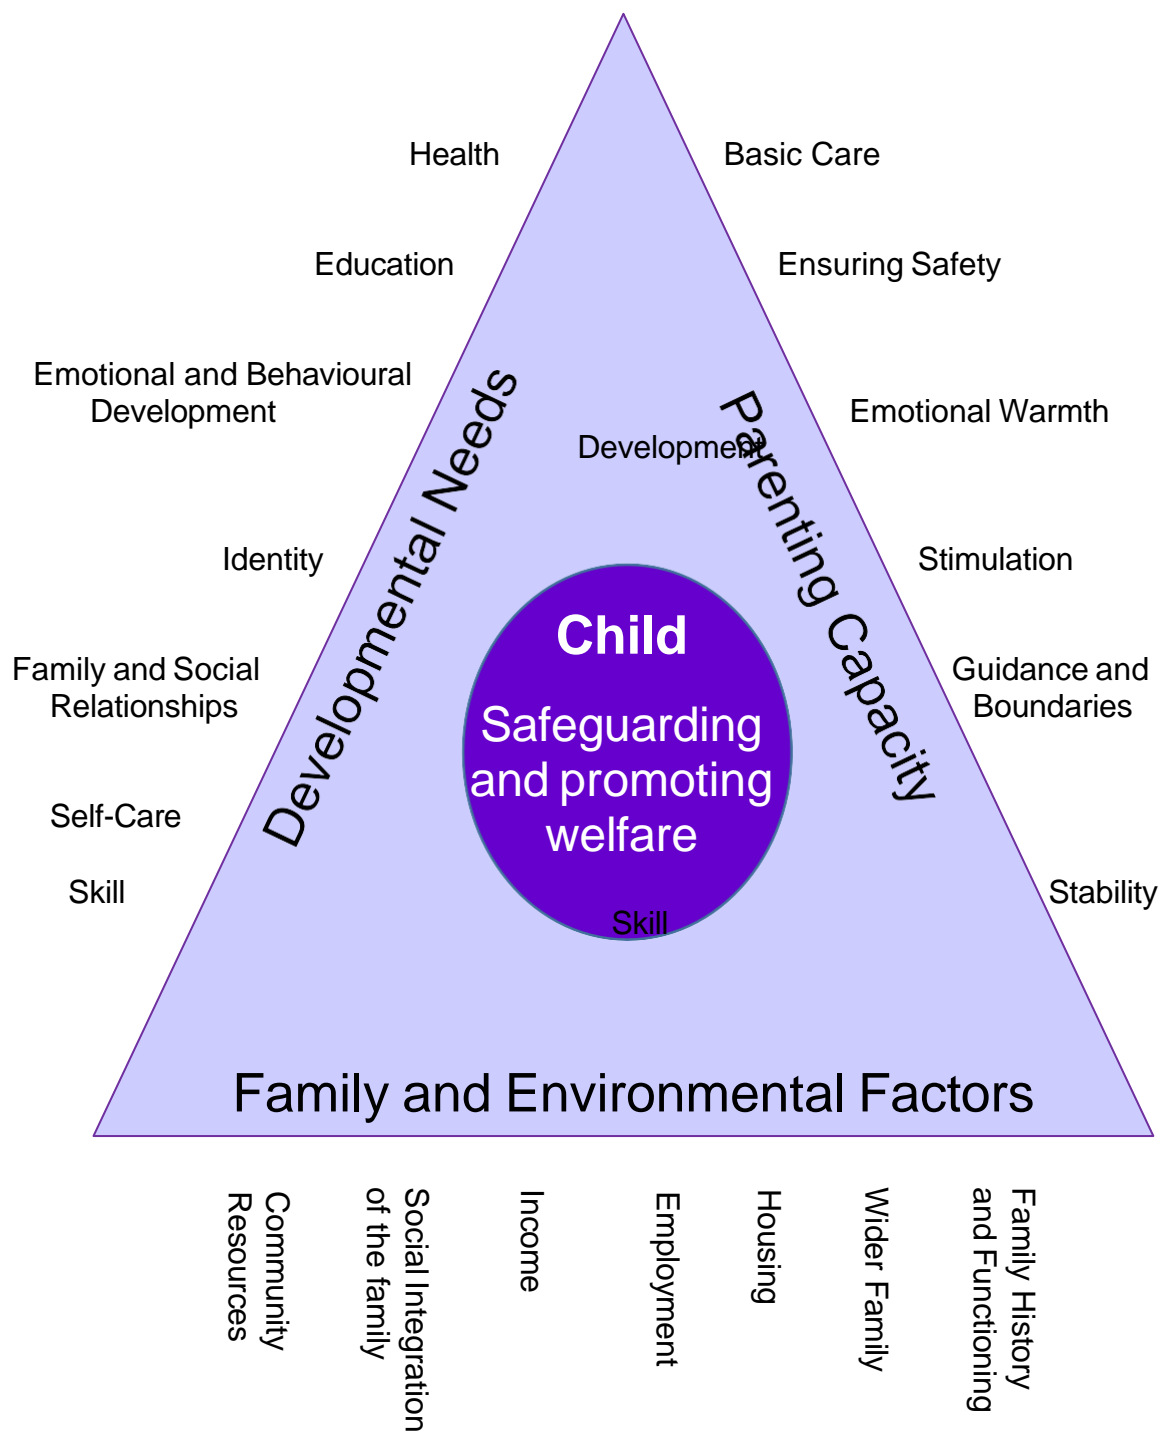 Health
Basic Care
Education
Ensuring Safety
Emotional and Behavioural
Development
Emotional Warmth
Developmental Needs
Parenting Capacity
Development
Identity
Stimulation
Child
Safeguarding
and promoting
welfare
Family and Social
Relationships
Guidance and
Boundaries
Self-Care
Skill
Stability
Skill
Family and Environmental Factors
Community
Resources
Social Integration
of the family
Income
Employment
Housing
Wider Family
Family History
and Functioning